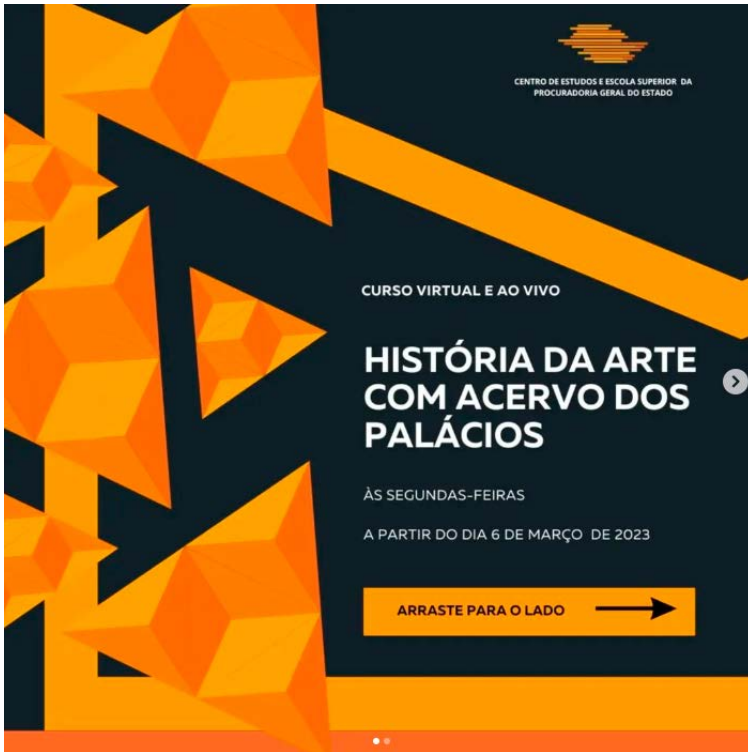 CENTRO DE ESTUDOS E ESCOLA SUPERIOR DA
PROCURADORIA GERAL DO ESTADO
CURSO VIRTUAL E AO VIVO
HISTÓRIA DA ARTE
COM ACERVO DOS
PALÁCIOS
ÀS SEGUNDAS-FEIRAS
A PARTIR DO DIA 6 DE MARÇO DE 2023
ARRASTE PARA O LADO